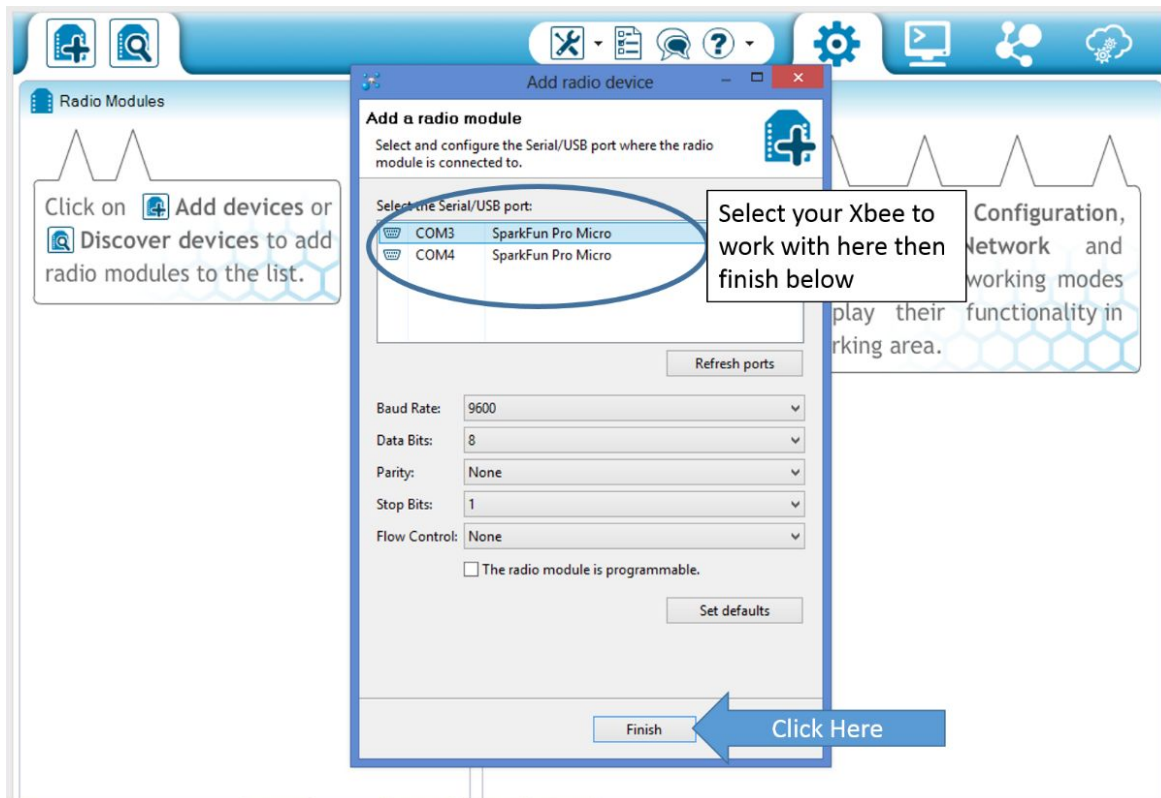 Radio Modules
Click on Add devices or
Discover devices to add
radio modules to the list.
Add radio device
Add a radio module
Select and configure the Serial/USB port where the radio
module is connected to.
Select the Serial/USB port:
COM3 SparkFun Pro Micro
COM4 SparkFun Pro Micro
Select your Xbee to
work with here then
finish below
Configuration,
Network and
working modes
play their functionality in
rking area.
Refresh ports
Baud Rate: 9600
Data Bits: 8
Parity: None
Stop Bits: 1
Flow Control: None
The radio module is programmable.
Set defaults
Finish
Click Here